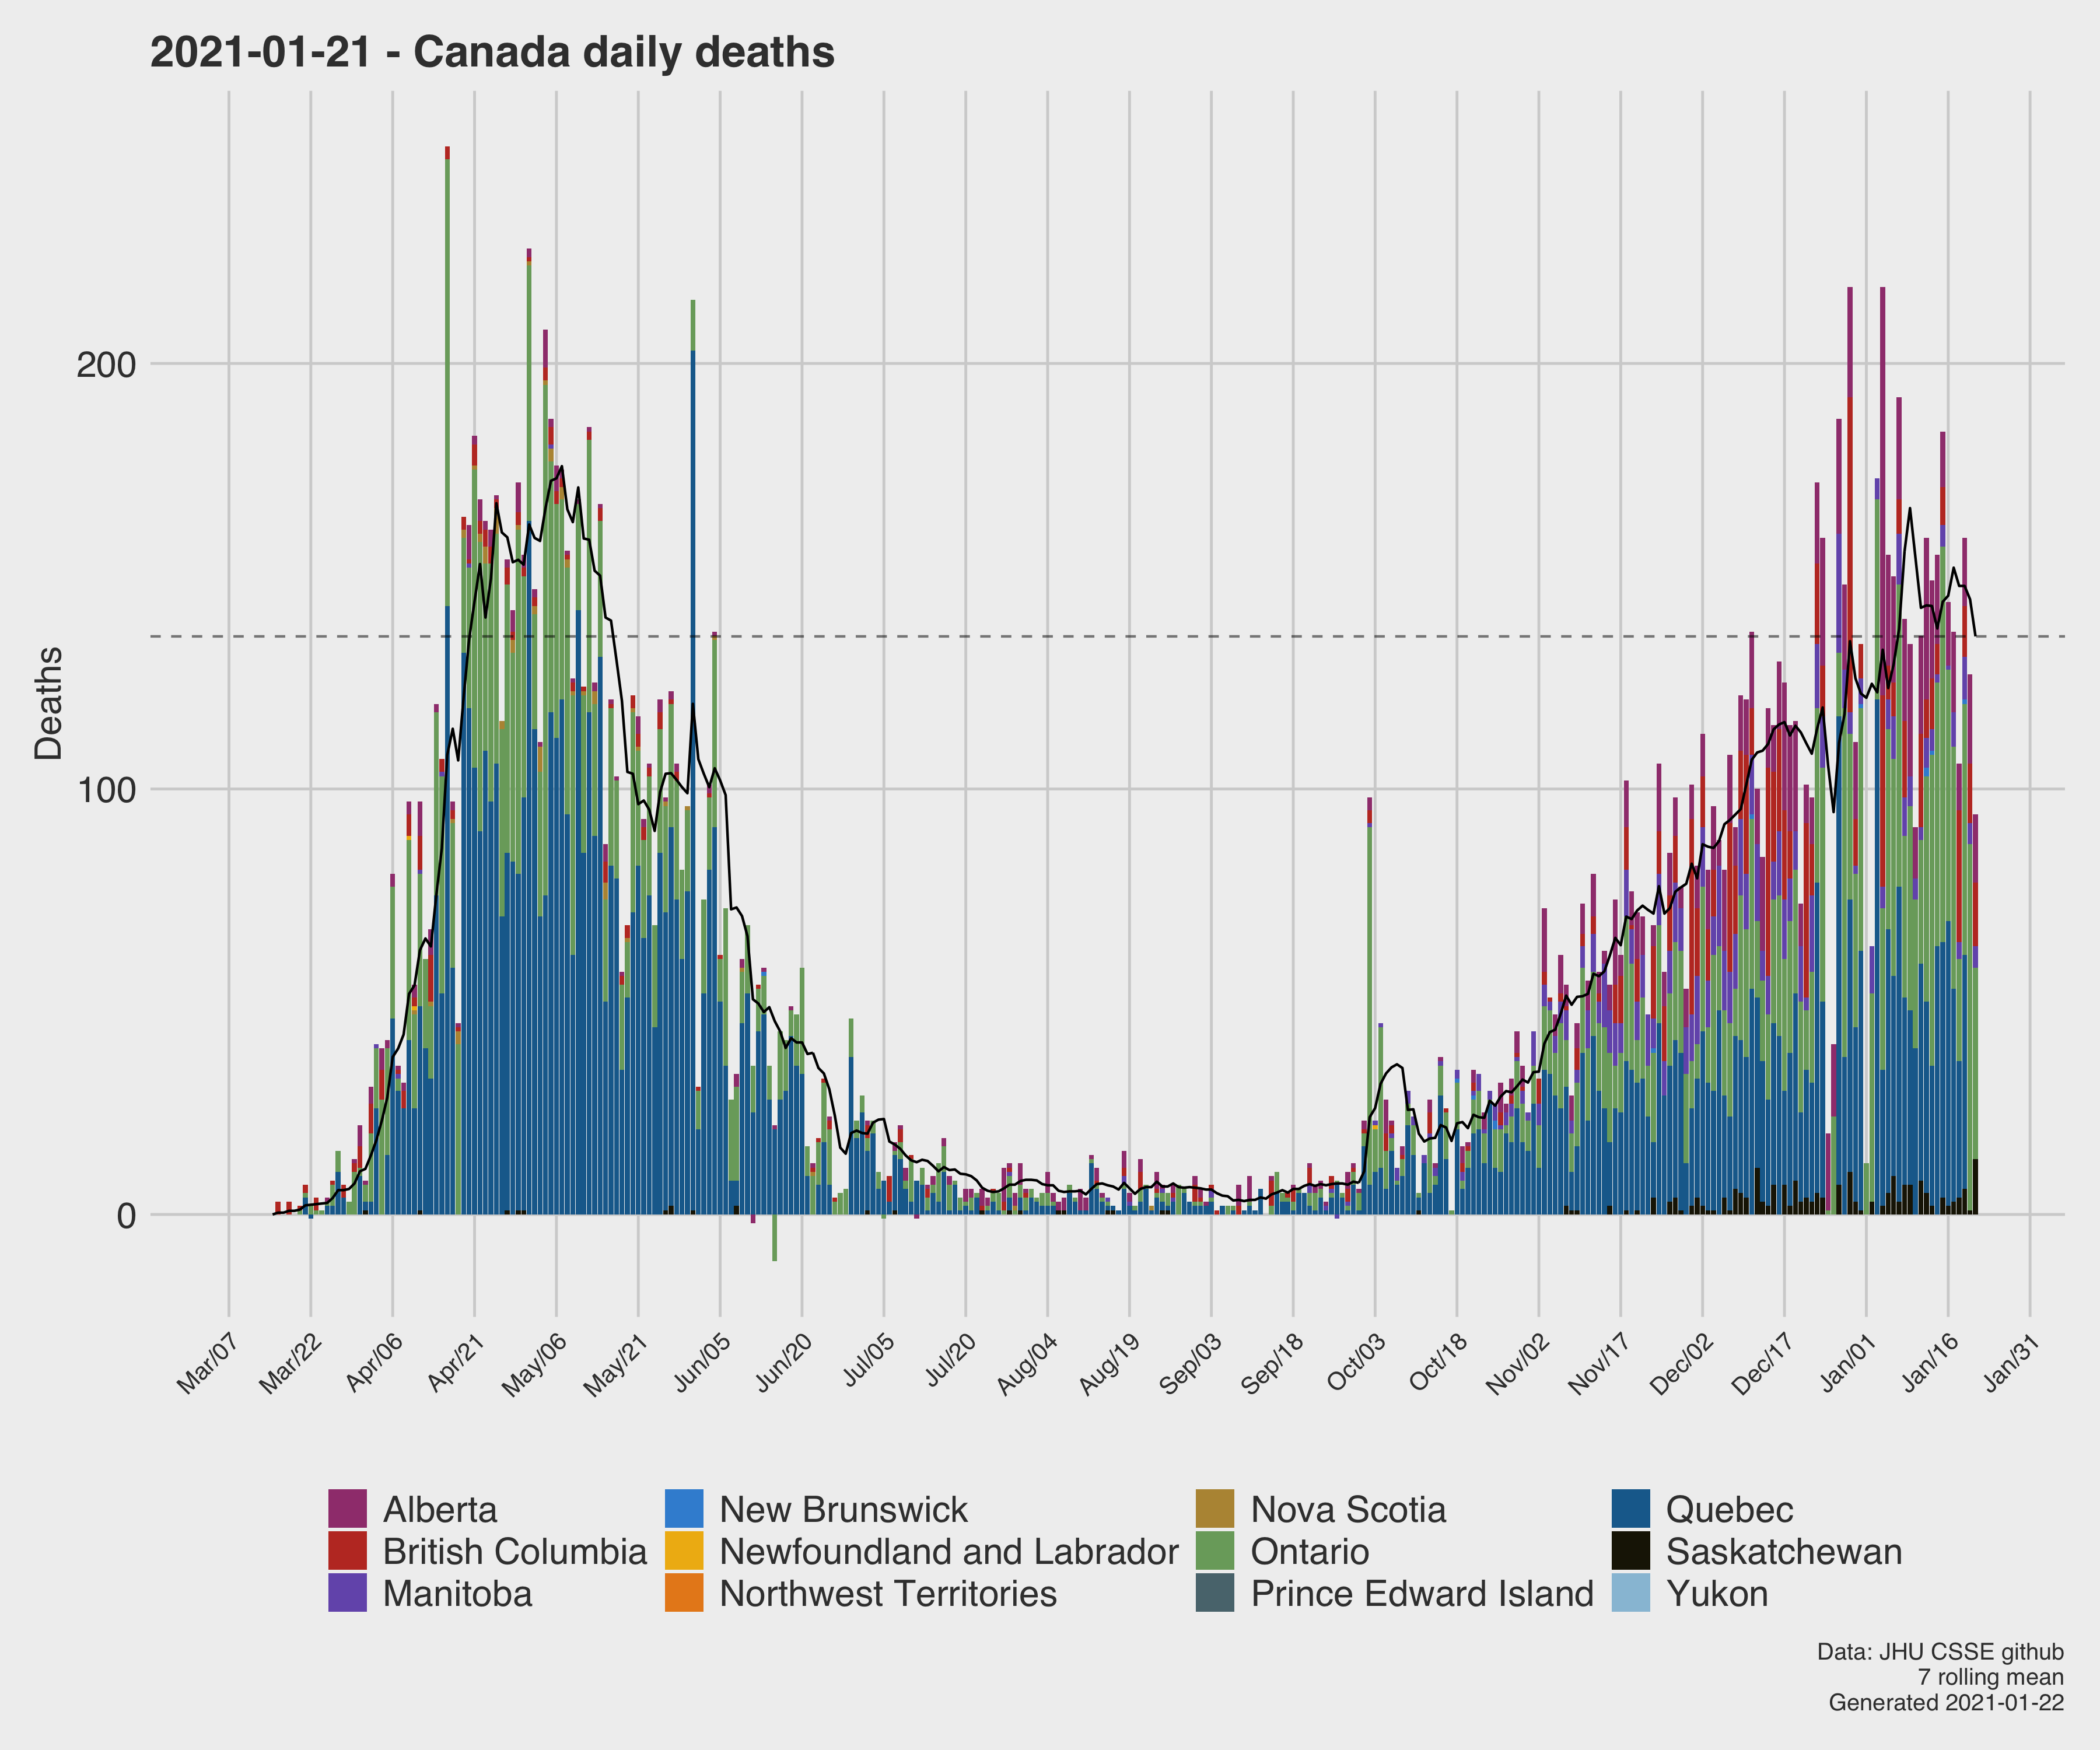 2021-01-21 - Canada daily deaths
Deaths
200
100
0
Mar/07
Mar/22
Apr/06
Apr/21
May/06
May/21
Jun/05
Jun/20
Jul/05
Jul/20
Aug/04
Aug/19
Sep/03
Sep/18
Oct/03
Oct/18
Nov/02
Nov/17
Dec/02
Dec/17
Jan/01
Jan/16
Jan/31
Alberta
British Columbia
Manitoba
New Brunswick
Newfoundland and Labrador
Northwest Territories
Nova Scotia
Ontario
Prince Edward Island
Quebec
Saskatchewan
Yukon
Data: JHU CSSE github
7 rolling mean
Generated 2021-01-22